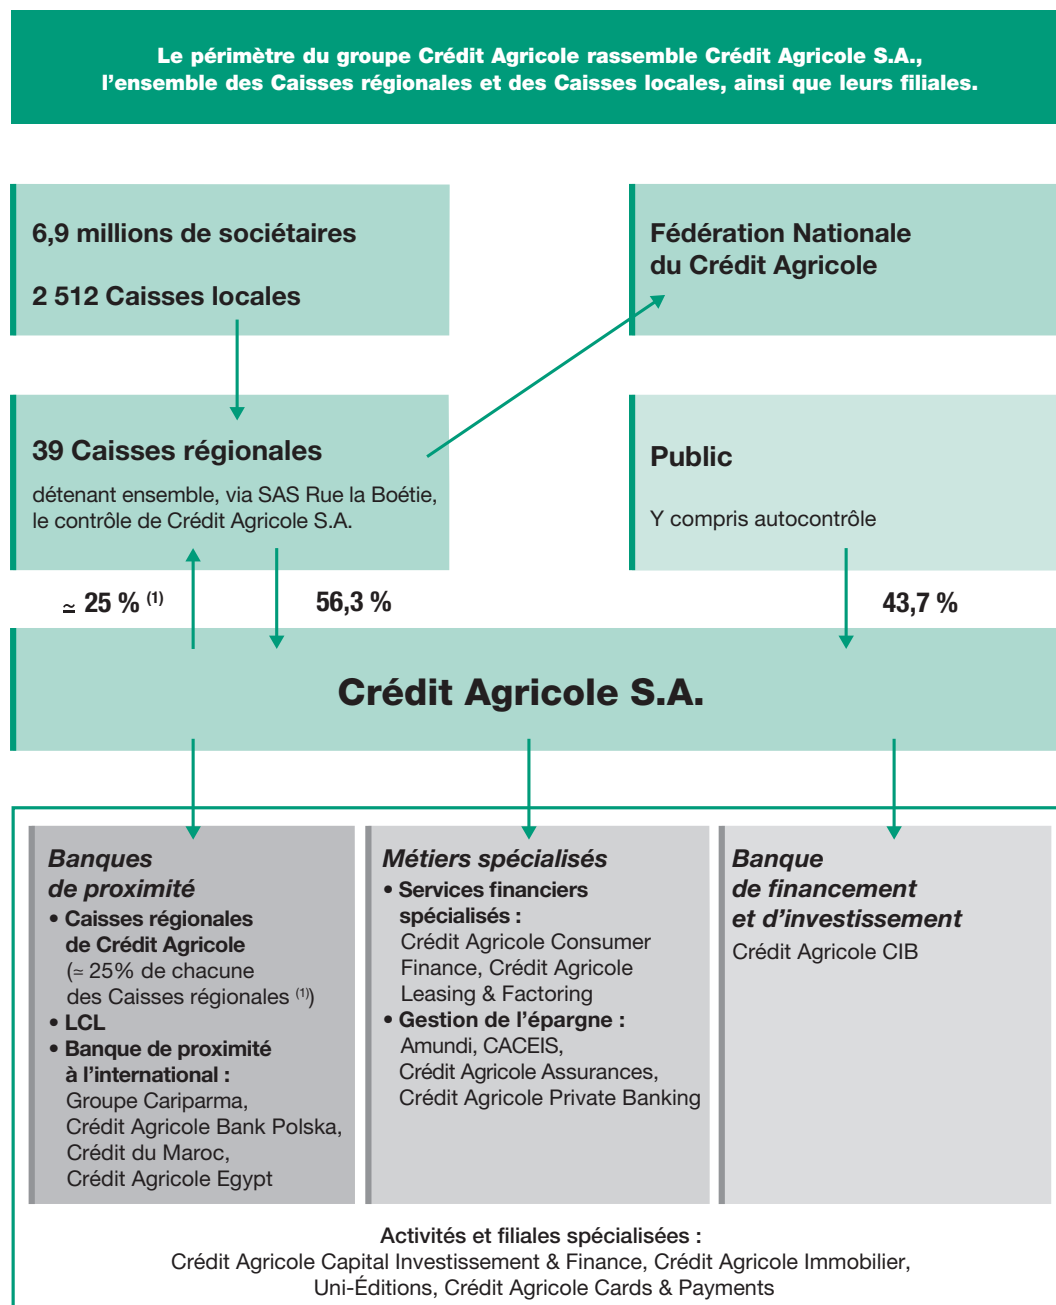 Le périmètre du groupe Crédit Agricole rassemble Crédit Agricole S.A.,
l’ensemble des Caisses régionales et des Caisses locales, ainsi que leurs filiales.
6,9 millions de sociétaires
2 512 Caisses locales
Fédération Nationale
du Crédit Agricole
39 Caisses régionales
détenant ensemble, via SAS Rue la Boétie,
le contrôle de Crédit Agricole S.A.
Public
Y compris autocontrôle
≃ 25 % (1)
56,3 %
43,7 %
Crédit Agricole S.A.
Banques
de proximité
• Caisses régionales
de Crédit Agricole
(≃ 25% de chacune
des Caisses régionales (1))
• LCL
• Banque de proximité
à l’international :
Groupe Cariparma,
Crédit Agricole Bank Polska,
Crédit du Maroc,
Crédit Agricole Egypt
Métiers spécialisés
• Services financiers
spécialisés :
Crédit Agricole Consumer
Finance, Crédit Agricole
Leasing & Factoring
• Gestion de l’épargne :
Amundi, CACEIS,
Crédit Agricole Assurances,
Crédit Agricole Private Banking
Banque
de financement
et d’investissement
Crédit Agricole CIB
Activités et filiales spécialisées :
Crédit Agricole Capital Investissement & Finance, Crédit Agricole Immobilier,
Uni-Éditions, Crédit Agricole Cards & Payments